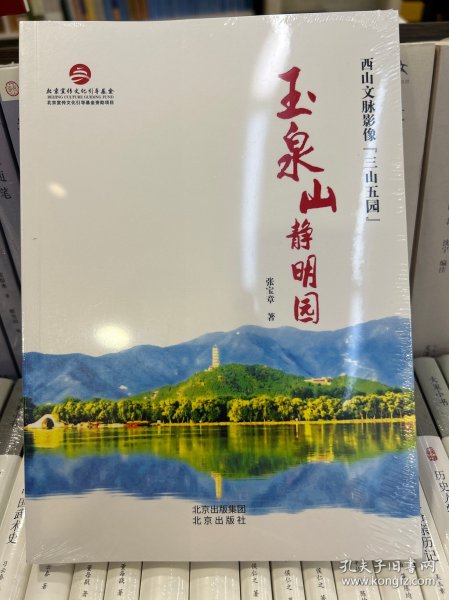 北京宣传文化引导基金
BEIJING CULTURE GUIDING FUND
北京宣传文化引导基金资助项目
西山文脉影像「三山五园」
玉泉山静明园
张宝章 著
北京出版集团
北京出版社
孔夫子旧书网
www.kongfz.com